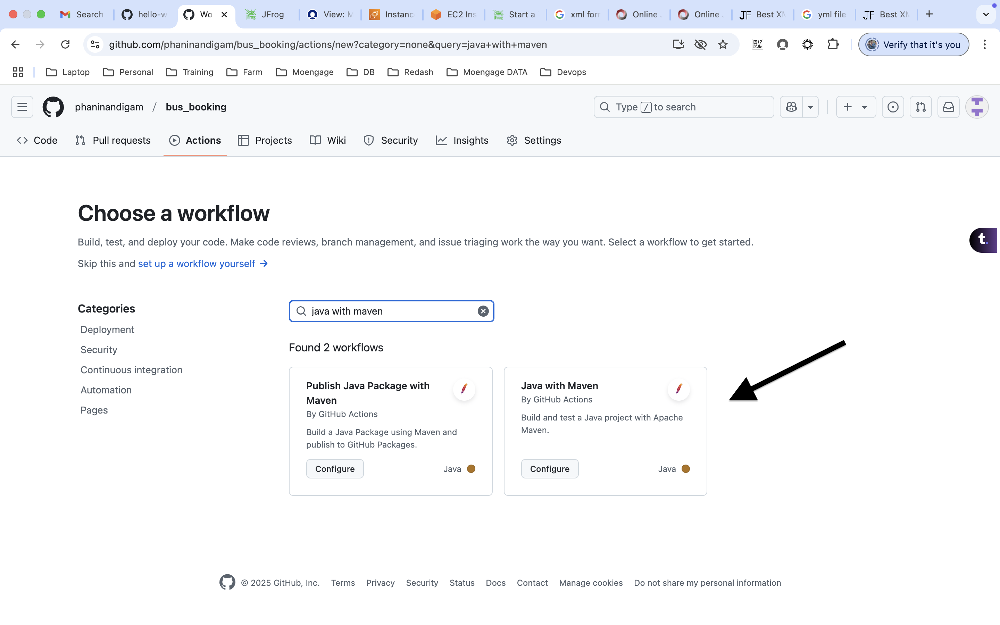 Search
hello-w
Wo
JFrog
View: M
Instanc
EC2 Ins
Start a
xml for
Online
Online
Best XM
yml file
Best XM
github.com/phaninandigam/bus_booking/actions/new?category=none&query=java+with+maven
Verify that it's you
Laptop
Personal
Training
Farm
Moengage
DB
Redash
Moengage DATA
Devops
phaninandigam / bus_booking
Type / to search
Code
Pull requests
Actions
Projects
Wiki
Security
Insights
Settings
Choose a workflow
Build, test, and deploy your code. Make code reviews, branch management, and issue triaging work the way you want. Select a workflow to get started.
Skip this and set up a workflow yourself →
t.
Categories
Deployment
Security
Continuous integration
Automation
Pages
java with maven
Found 2 workflows
Publish Java Package with
Maven
By GitHub Actions
Build a Java Package using Maven and
publish to GitHub Packages.
Configure
Java
Java with Maven
By GitHub Actions
Build and test a Java project with Apache
Maven.
Configure
Java
© 2025 GitHub, Inc.
Terms
Privacy
Security
Status
Docs
Contact
Manage cookies
Do not share my personal information